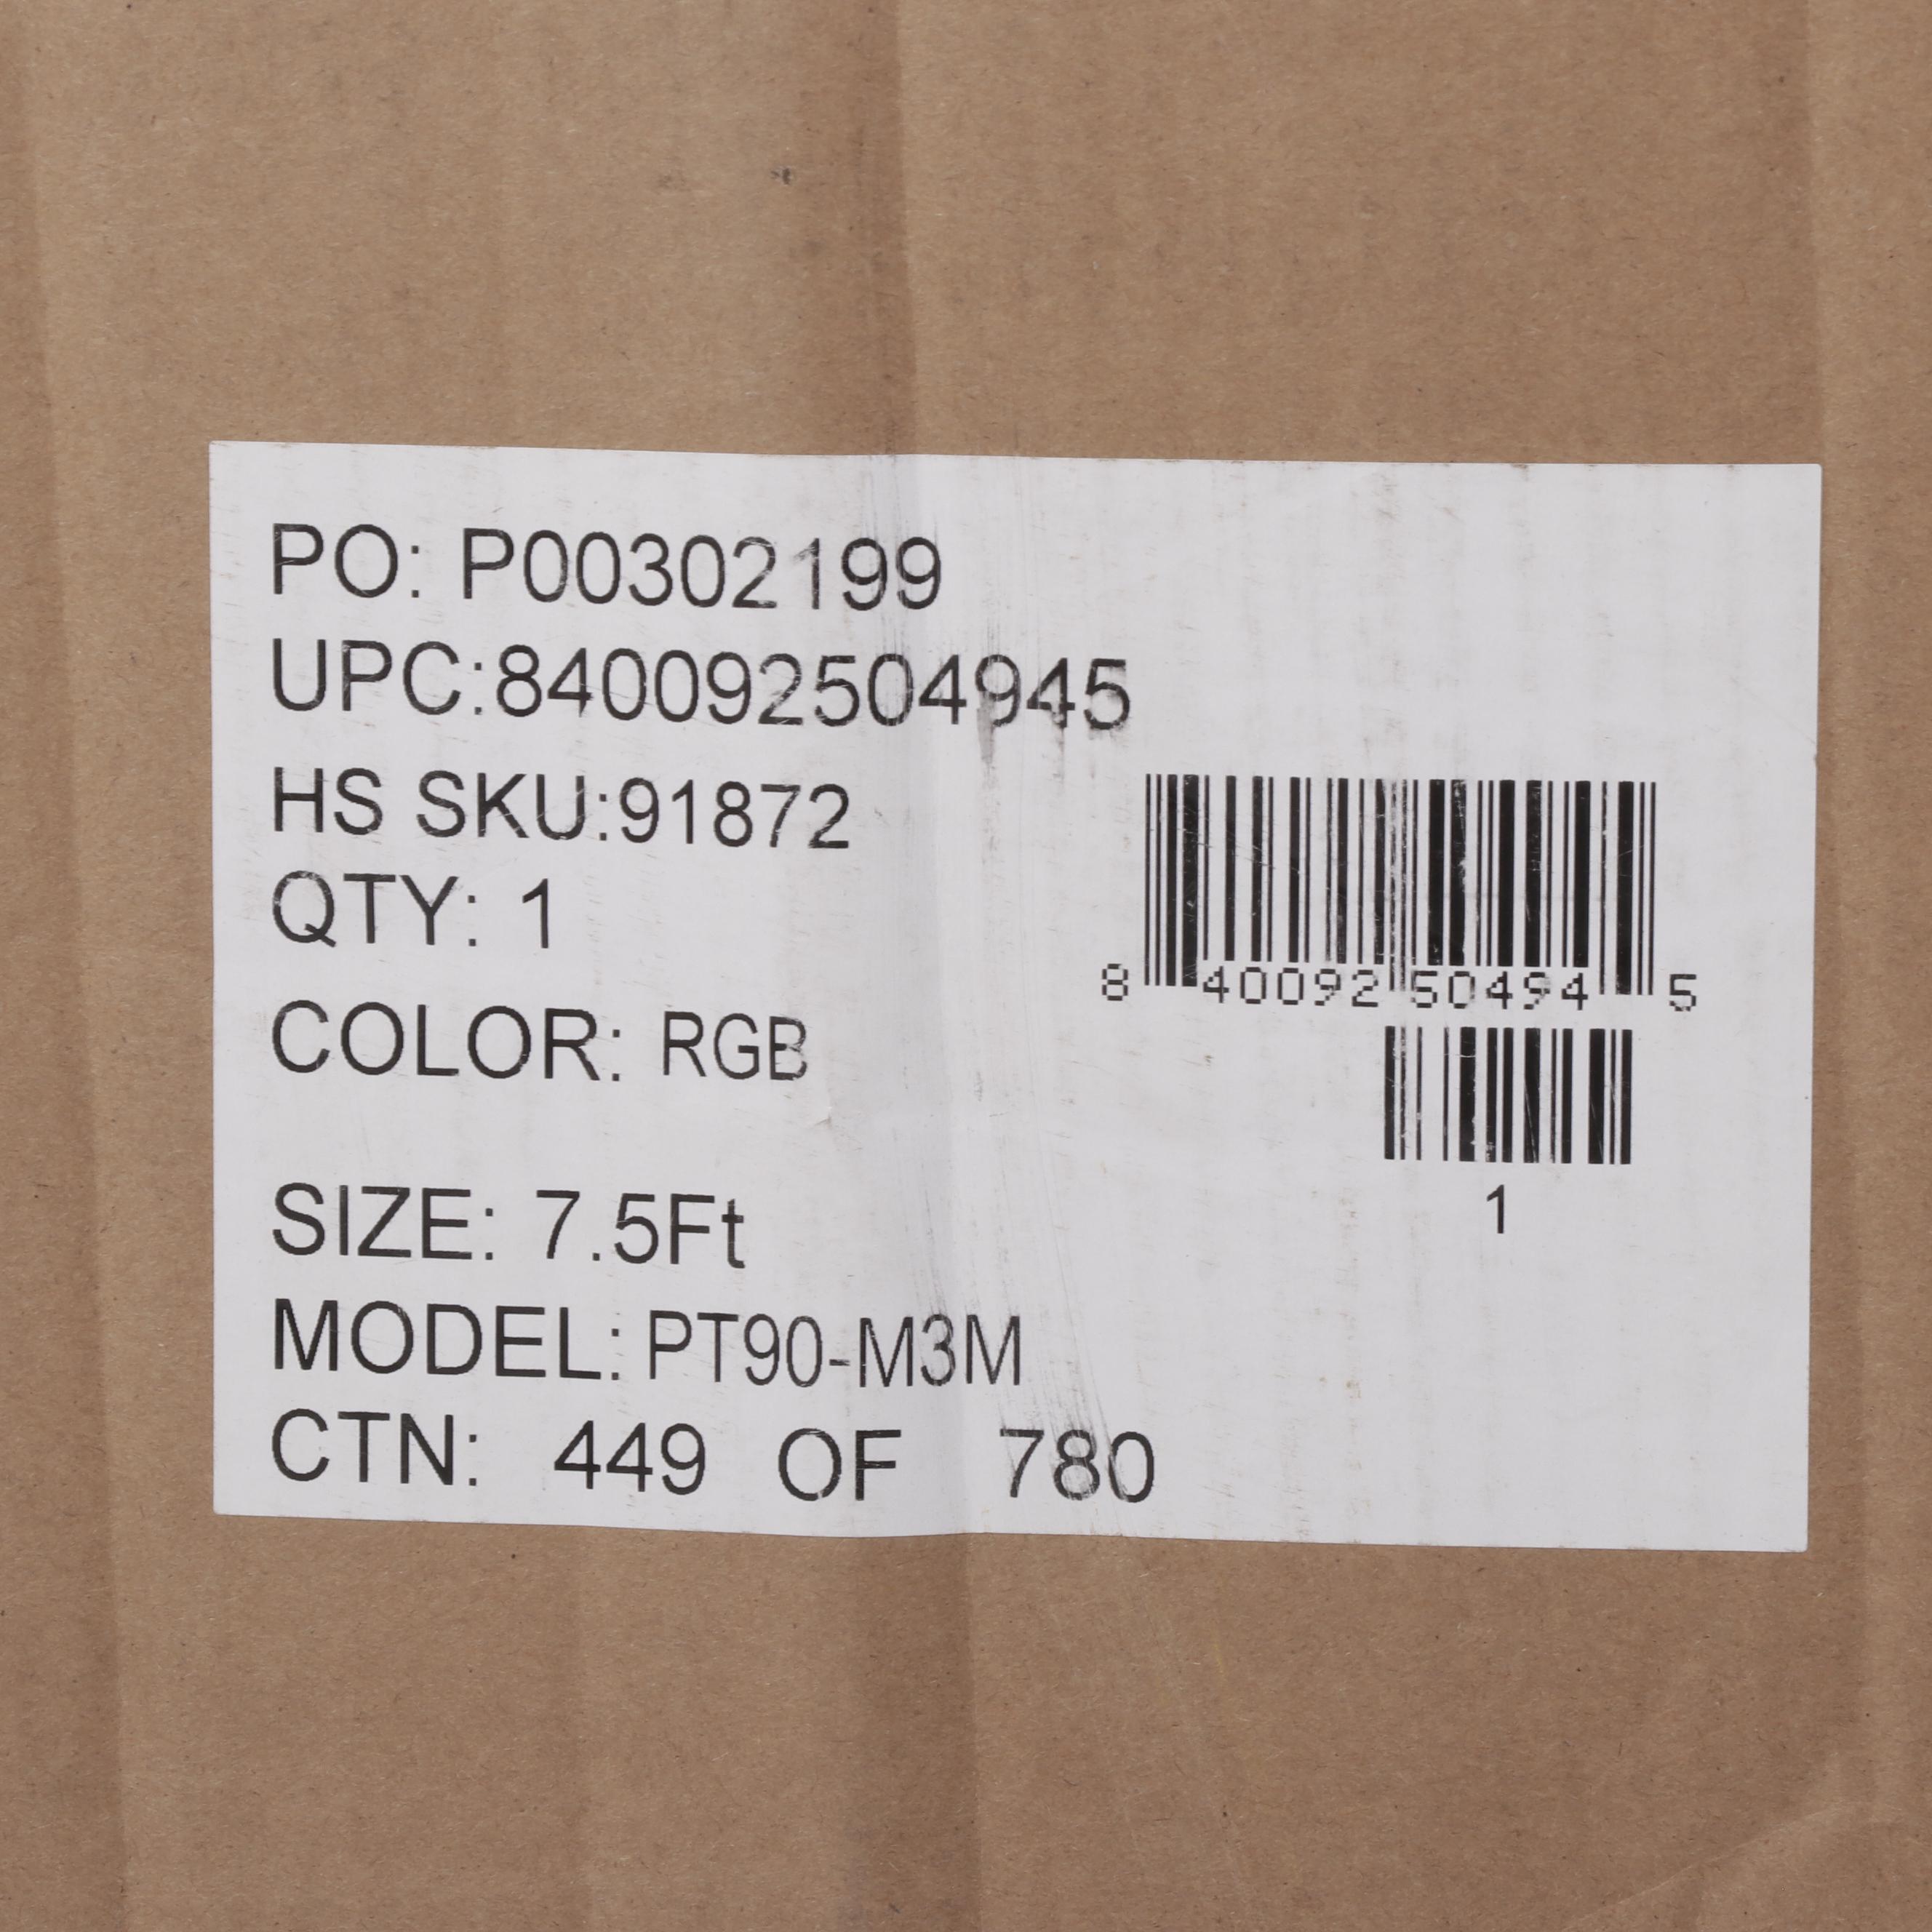 PO: P00302199
UPC:840092504945
HS SKU:91872
QTY: 1
8 40092 50494 5
COLOR: RGB
1
SIZE: 7.5Ft
MODEL: PT90-M3M
CTN: 449 OF 780